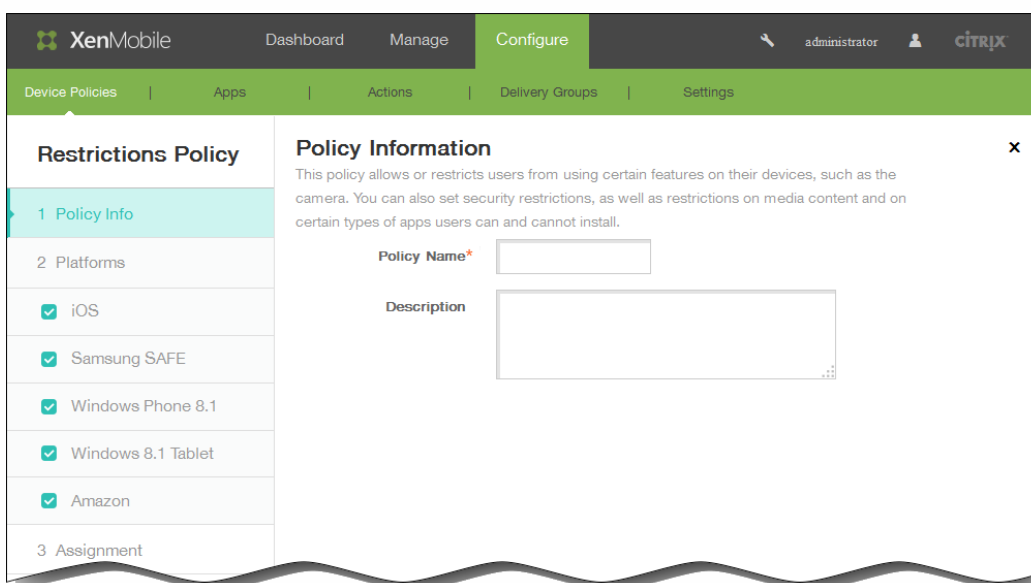 XenMobile Dashboard Manage Configure administrator CITRIX
Device Policies | Apps | Actions | Delivery Groups | Settings
Restrictions Policy
1 Policy Info
2 Platforms
iOS
Samsung SAFE
Windows Phone 8.1
Windows 8.1 Tablet
Amazon
3 Assignment
Policy Information
x
This policy allows or restricts users from using certain features on their devices, such as the
camera. You can also set security restrictions, as well as restrictions on media content and on
certain types of apps users can and cannot install.
Policy Name*
Description